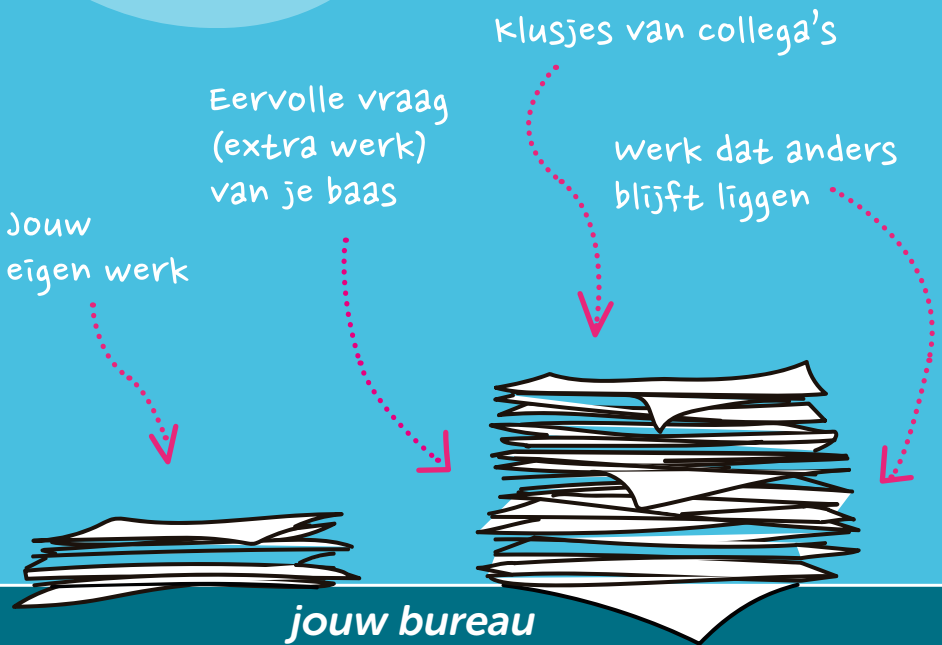 Jouw
eigen werk
Eervolle vraag
(extra werk)
van je baas
Klusjes van collega's
Werk dat anders
blijft liggen
jouw bureau